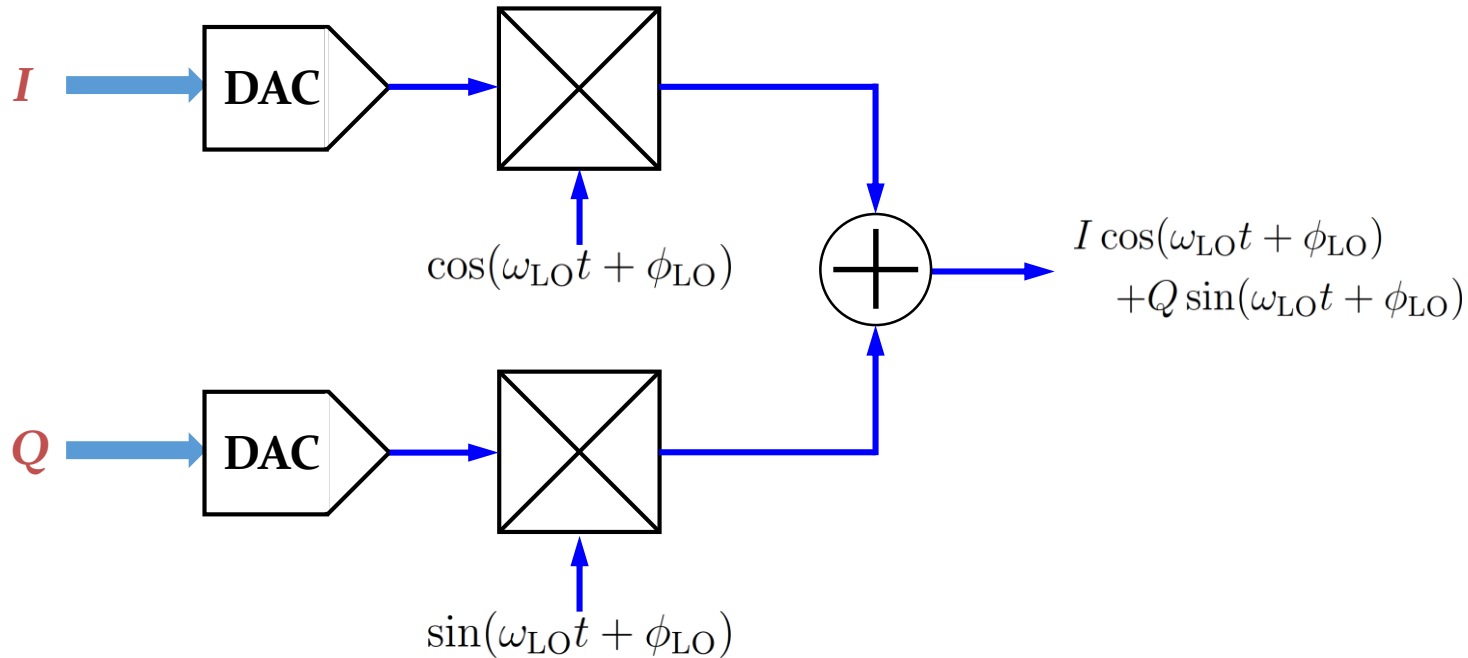 I
DAC
cos(ω_LO t + ϕ_LO)
I cos(ω_LO t + ϕ_LO)
+Q sin(ω_LO t + ϕ_LO)
Q
DAC
sin(ω_LO t + ϕ_LO)